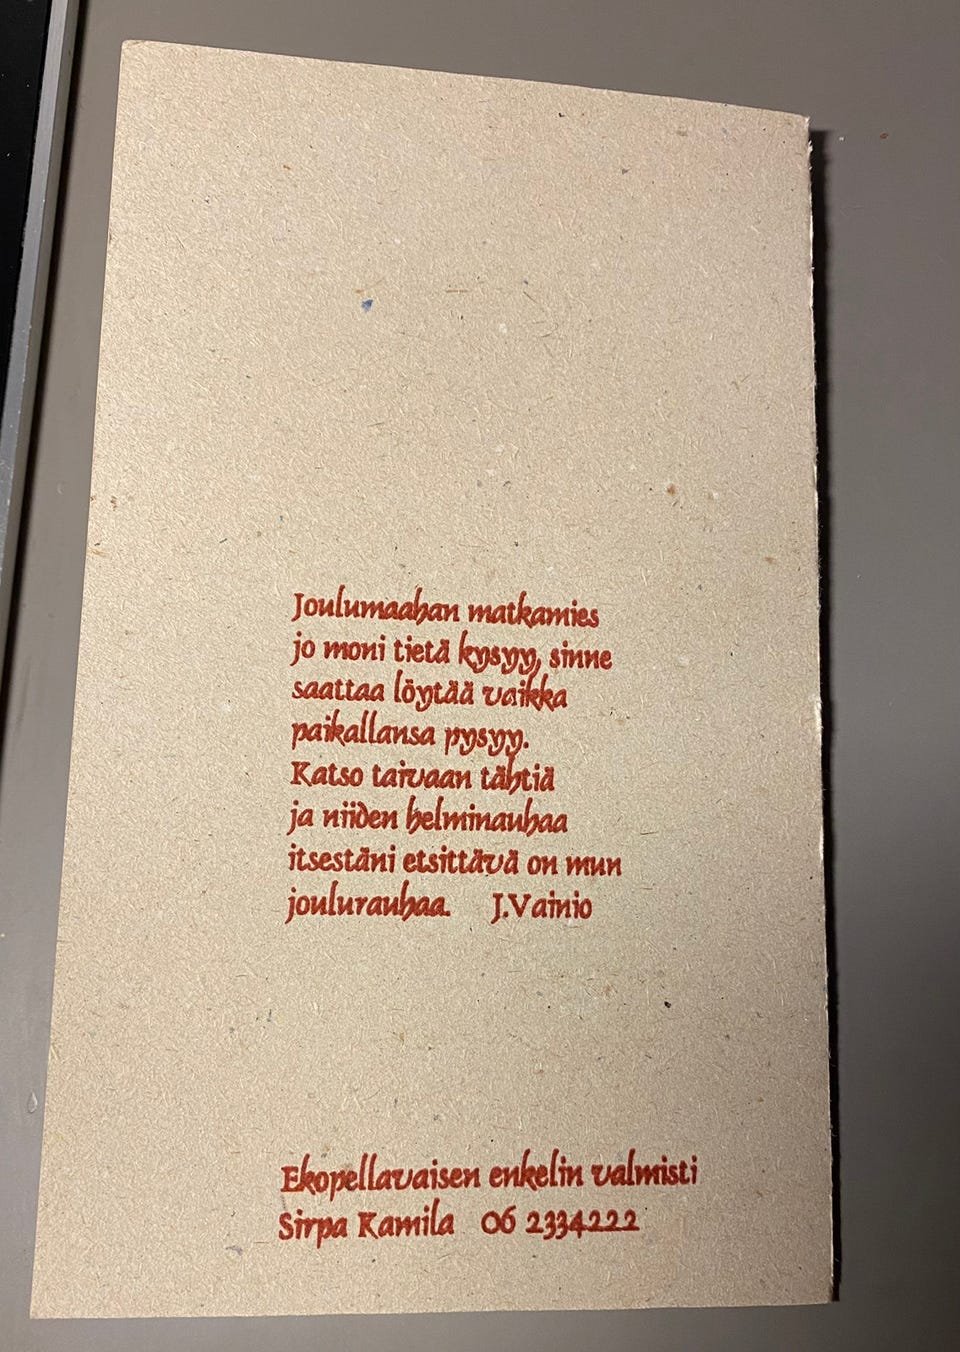 Joulumaahan matkamies
jo moni tietä kysyy, sinne
saattaa löytää vaikka
paikallansa pysyy.
Katso taivaan tähtiä
ja niiden helminauhaa
itsestäni etsittävä on mun
joulurauhaa. J.Vainio
Ekopellavaisen enkelin valmisti
Sirpa Kamila 06 2334222